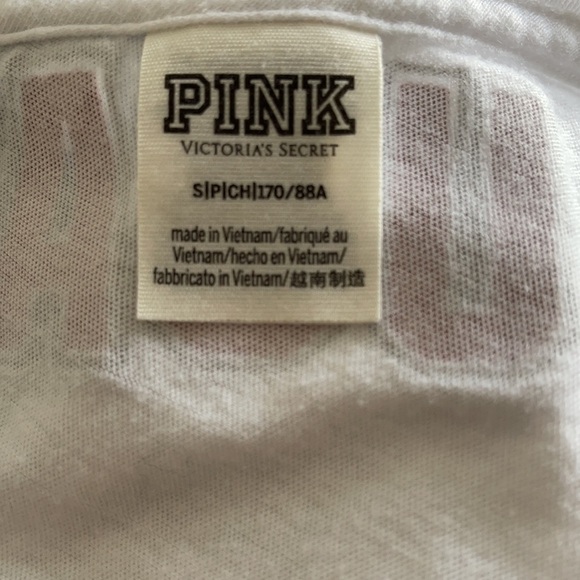 PINK
VICTORIA'S SECRET
S|P|CH|170/88A
made in Vietnam/fabriqué au
Vietnam/hecho en Vietnam/
fabbricato in Vietnam/越南制造